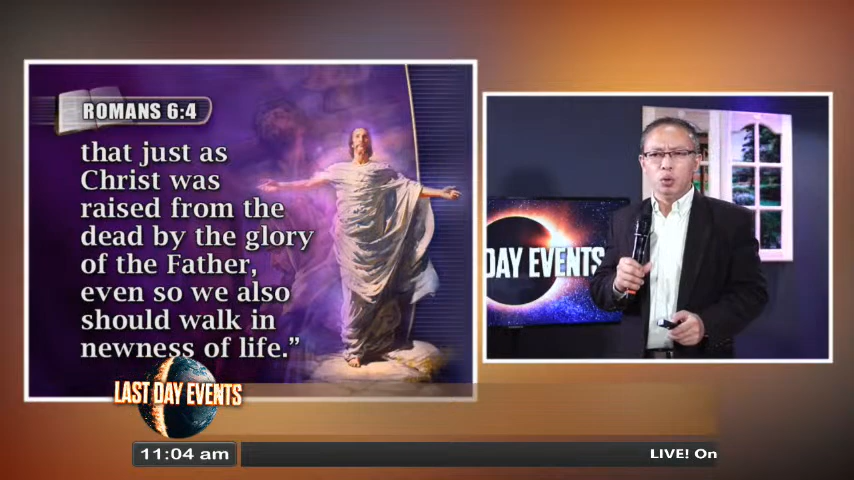 ROMANS 6:4
that just as
Christ was
raised from the
dead by the glory
of the Father,
even so we also
should walk in
newness of life.”
DAY EVENTS
LAST DAY EVENTS
11:04 am
LIVE! On